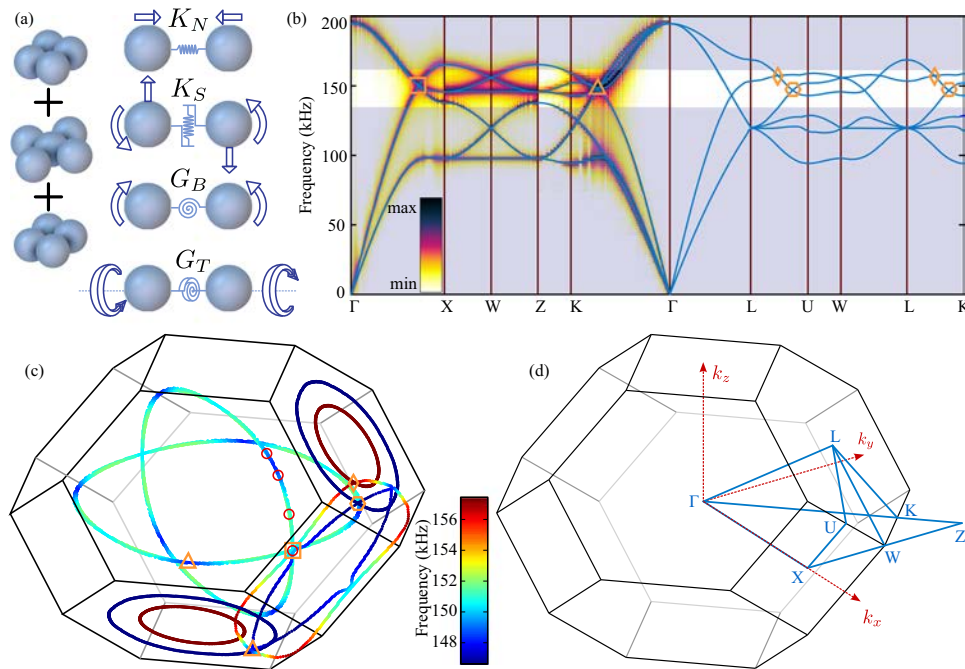 (a)
K_N
K_S
G_B
G_T
(b)
Frequency (kHz)
200
150
100
50
0
max
min
Γ X W Z K Γ L U W L K
(c)
Frequency (kHz)
156
154
152
150
148
(d)
k_z
k_y
k_x
L
Γ
K
U
Z
W
X